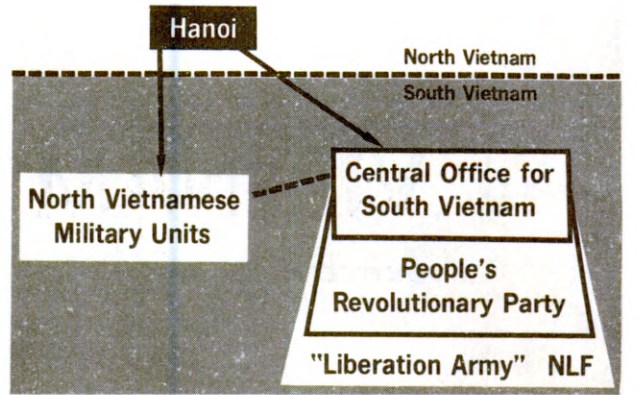 Hanoi
North Vietnam
South Vietnam
North Vietnamese
Military Units
Central Office for
South Vietnam
People's
Revolutionary Party
"Liberation Army" NLF